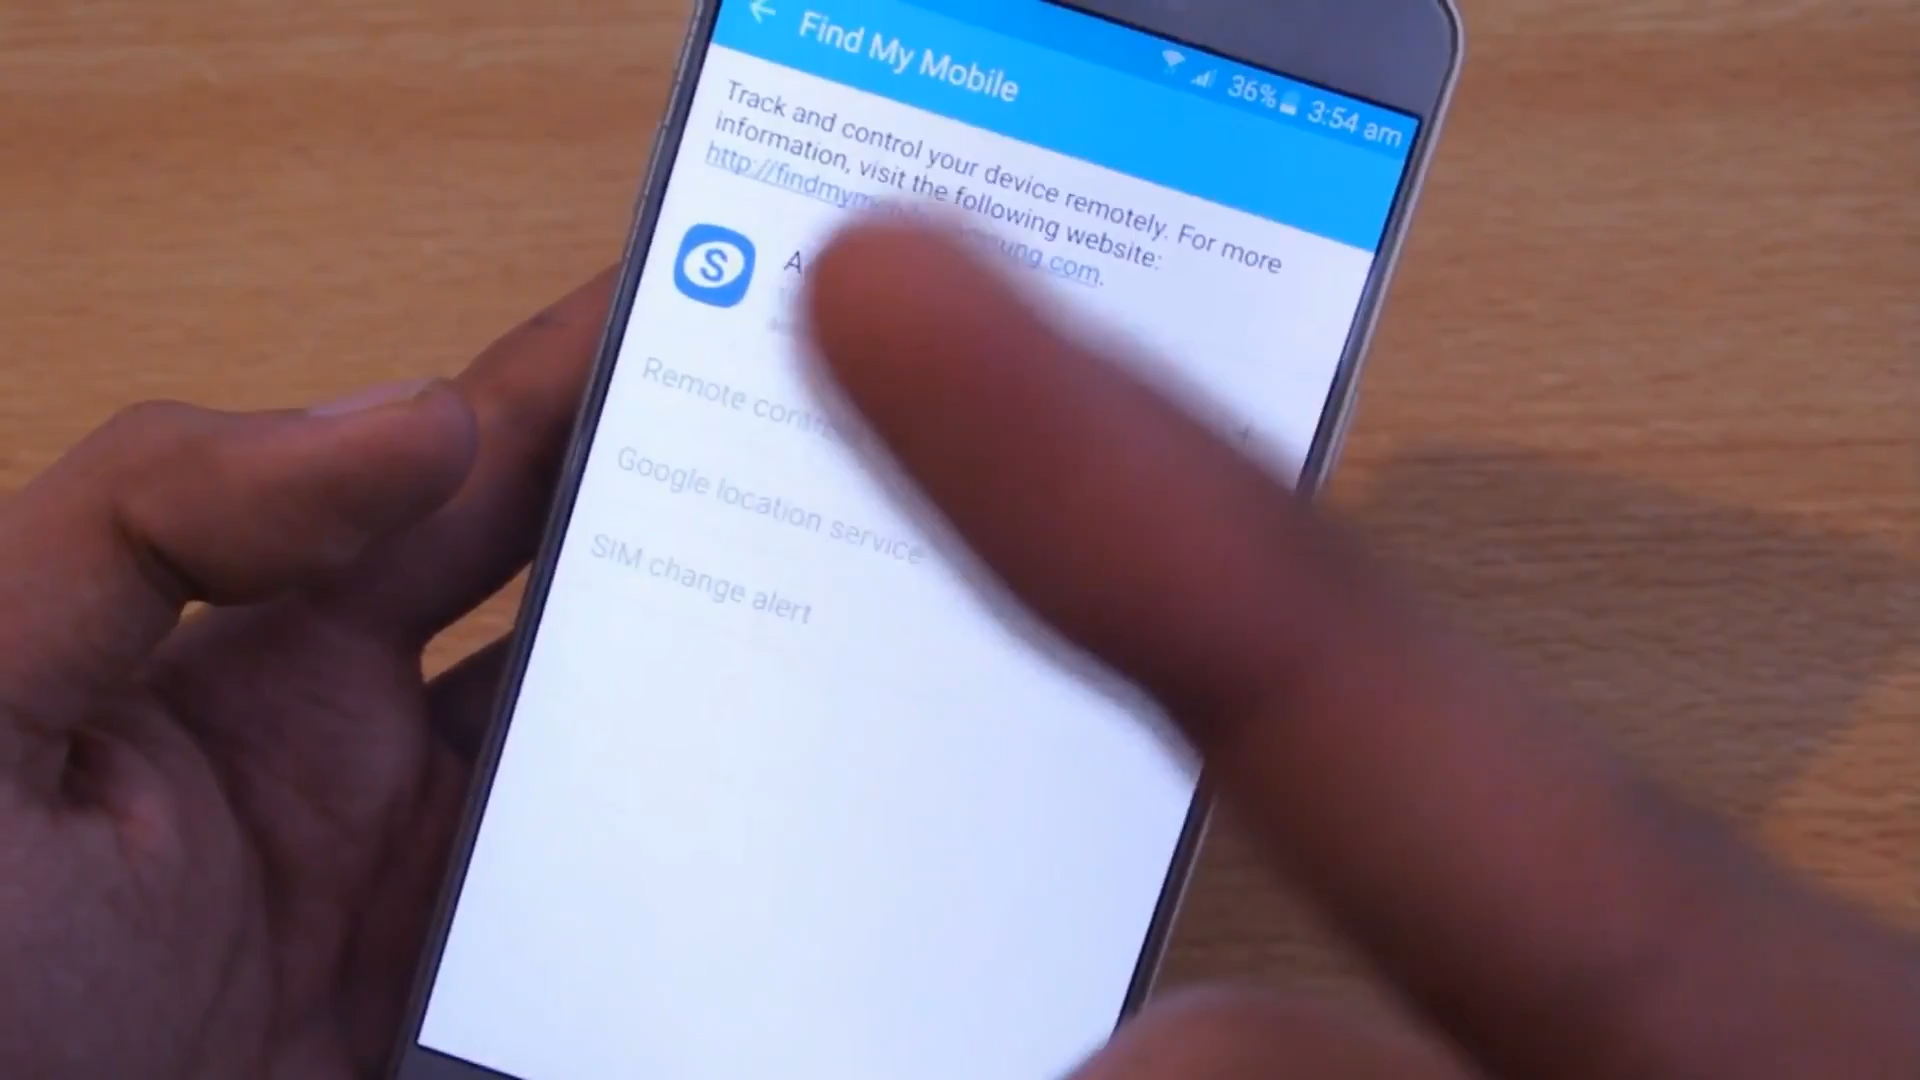 Find My Mobile
36% 3:54 am
Track and control your device remotely. For more
information, visit the following website:
http://findmym ung.com.
S
A
Remote contr
Google location service
SIM change alert